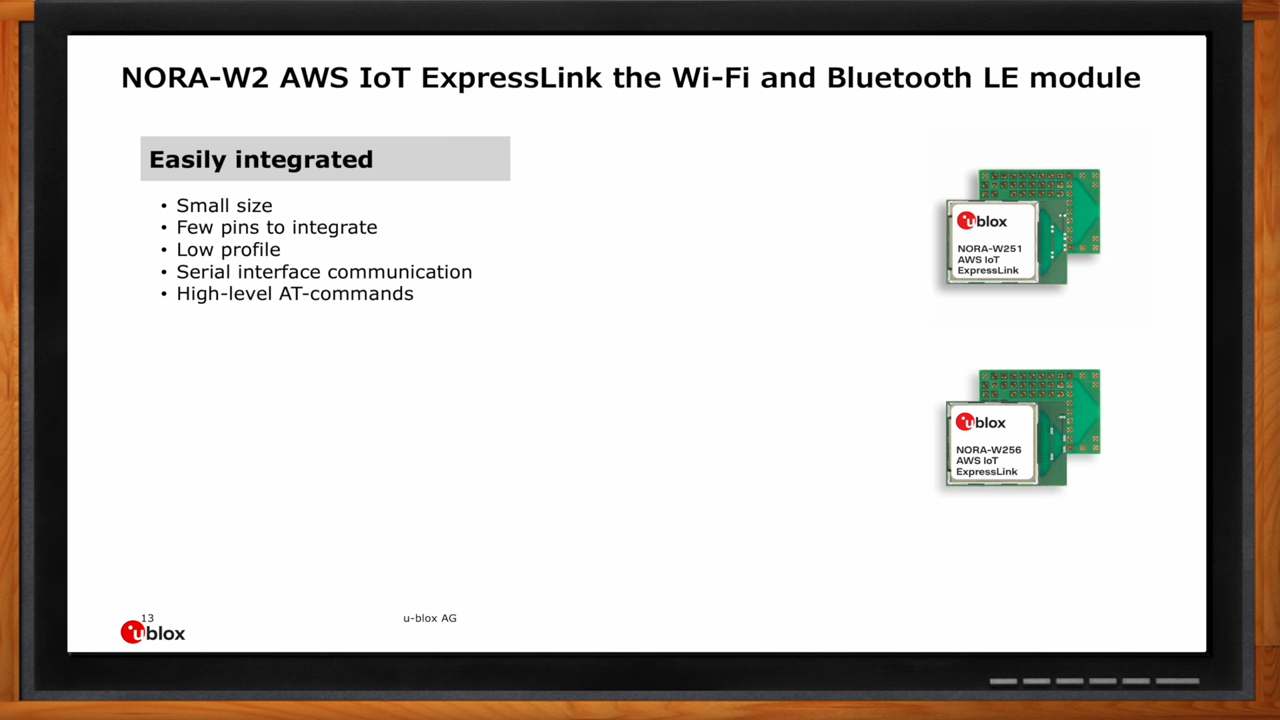 NORA-W2 AWS IoT ExpressLink the Wi-Fi and Bluetooth LE module
Easily integrated
• Small size
• Few pins to integrate
• Low profile
• Serial interface communication
• High-level AT-commands
ublox
NORA-W251
AWS IoT
ExpressLink
ublox
NORA-W256
AWS IoT
ExpressLink
13
ublox
u-blox AG